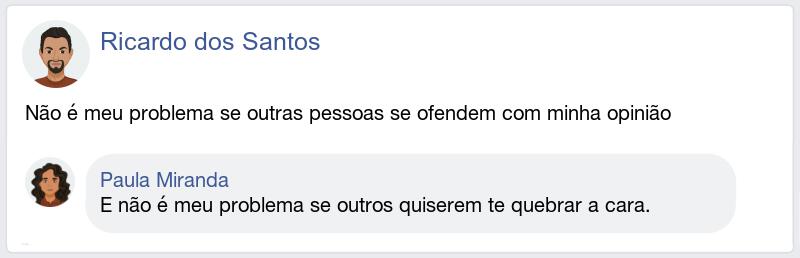 Ricardo dos Santos
Não é meu problema se outras pessoas se ofendem com minha opinião
Paula Miranda
E não é meu problema se outros quiserem te quebrar a cara.